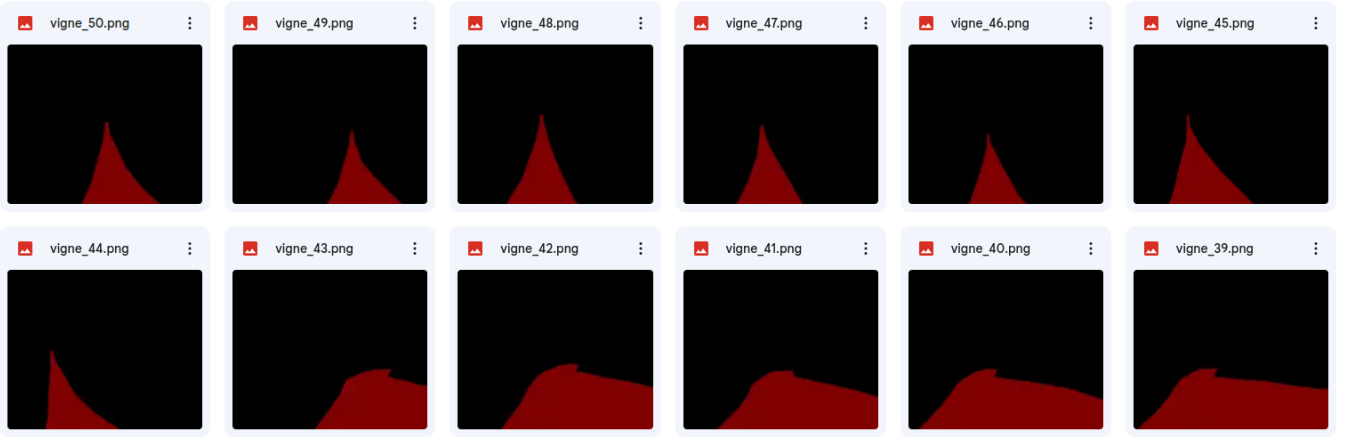 vigne_50.png
vigne_49.png
vigne_48.png
vigne_47.png
vigne_46.png
vigne_45.png
vigne_44.png
vigne_43.png
vigne_42.png
vigne_41.png
vigne_40.png
vigne_39.png